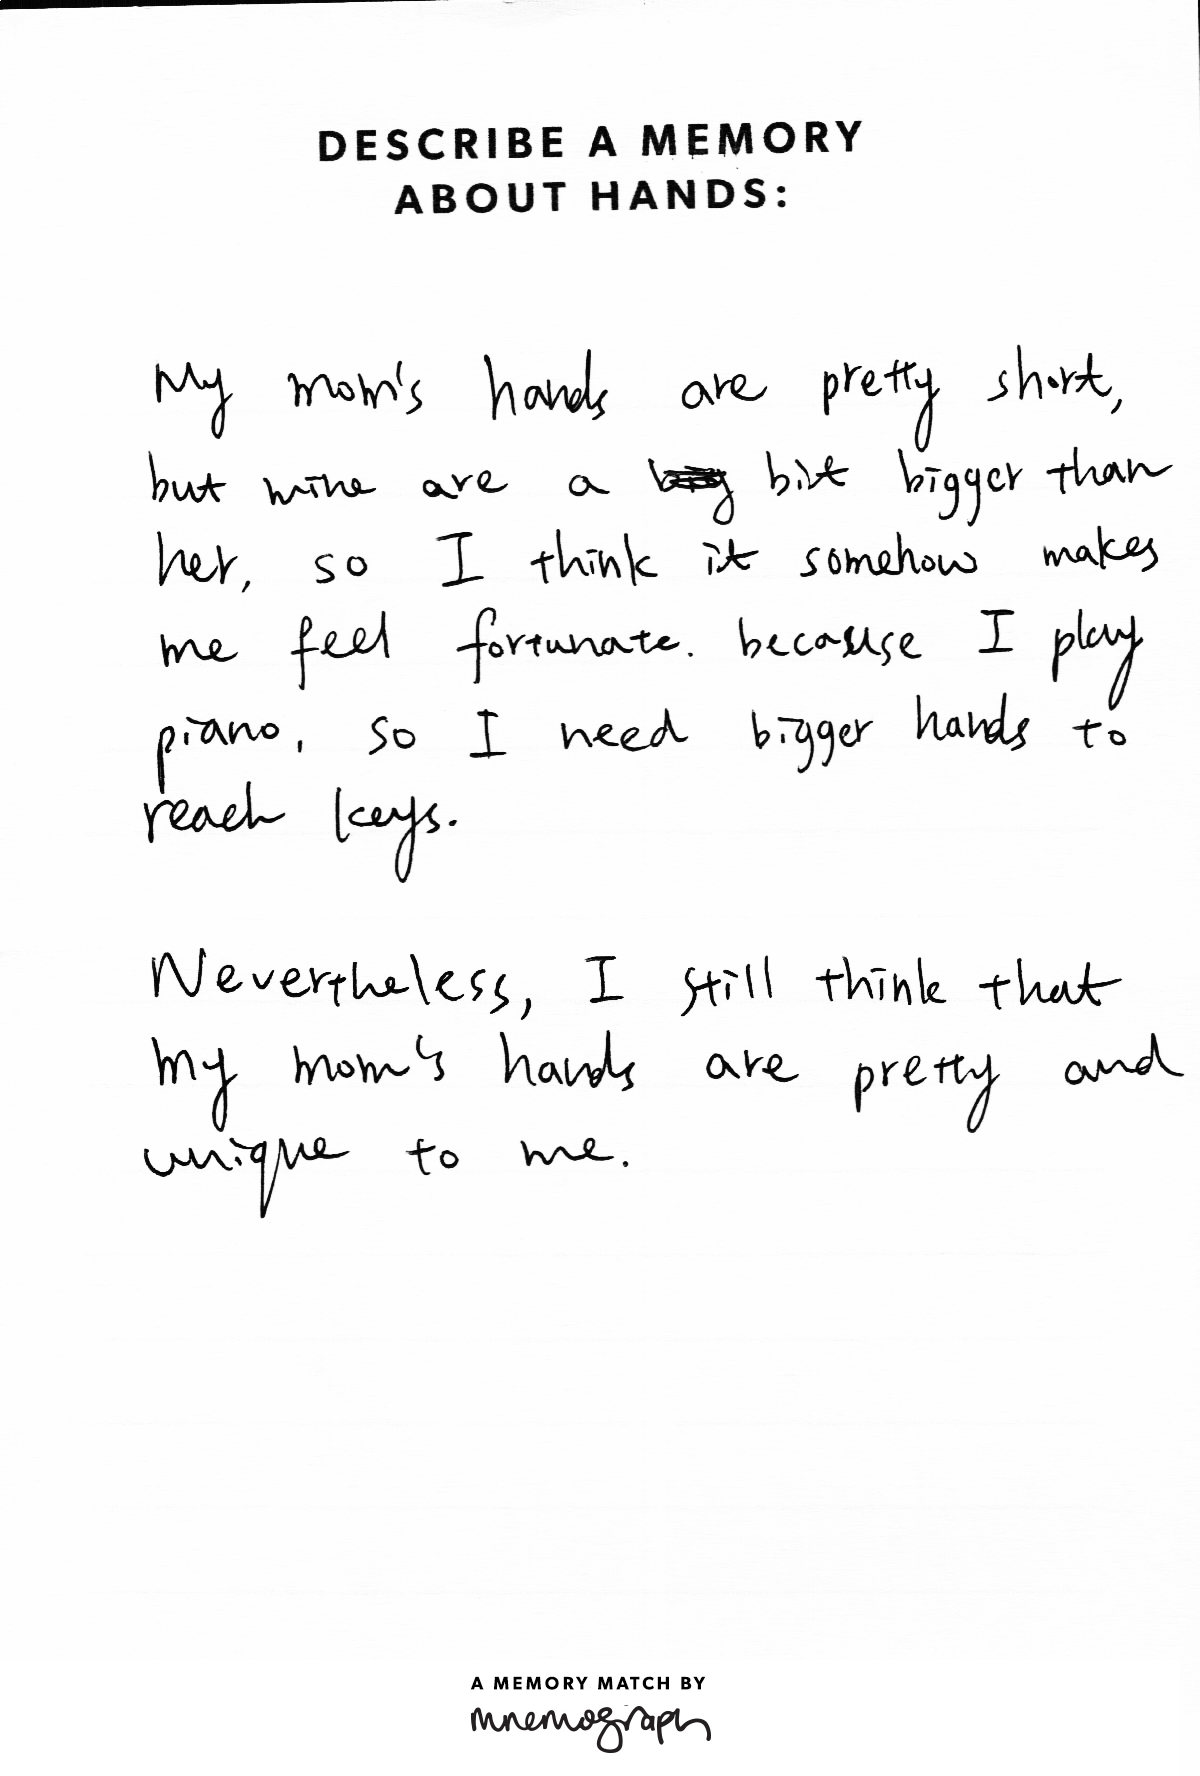 DESCRIBE A MEMORY
ABOUT HANDS:
My mom's hands are pretty short,
but mine are a bit bigger than
her, so I think it somehow makes
me feel fortunate. because I play
piano, so I need bigger hands to
reach keys.
Nevertheless, I still think that
my mom's hands are pretty and
unique to me.
A MEMORY MATCH BY
mnemograph